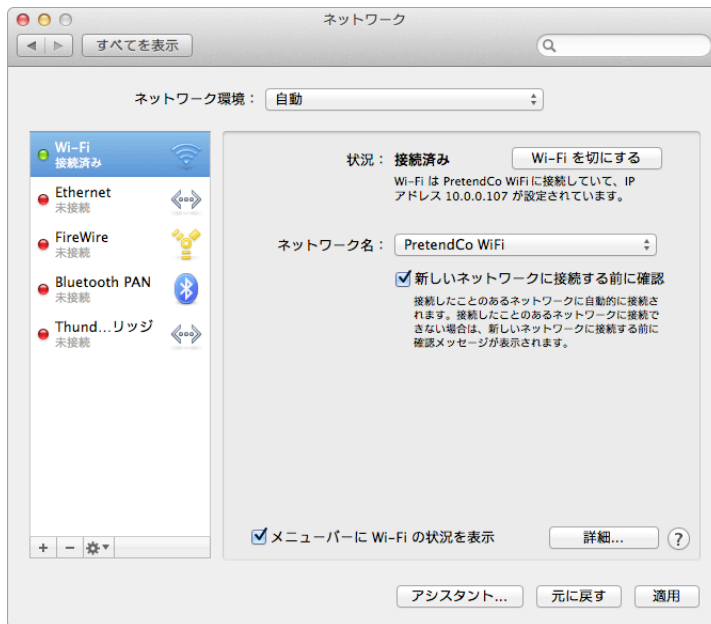 ネットワーク
すべてを表示
ネットワーク環境： 自動
Wi-Fi
接続済み
Ethernet
未接続
FireWire
未接続
Bluetooth PAN
未接続
Thund...リッジ
未接続
状況： 接続済み Wi-Fi を切にする
Wi-Fi は PretendCo WiFi に接続していて、IP
アドレス 10.0.0.107 が設定されています。
ネットワーク名： PretendCo WiFi
新しいネットワークに接続する前に確認
接続したことのあるネットワークに自動的に接続さ
れます。接続したことのあるネットワークに接続で
きない場合は、新しいネットワークに接続する前に
確認メッセージが表示されます。
メニューバーに Wi-Fi の状況を表示 詳細... ?
アシスタント... 元に戻す 適用